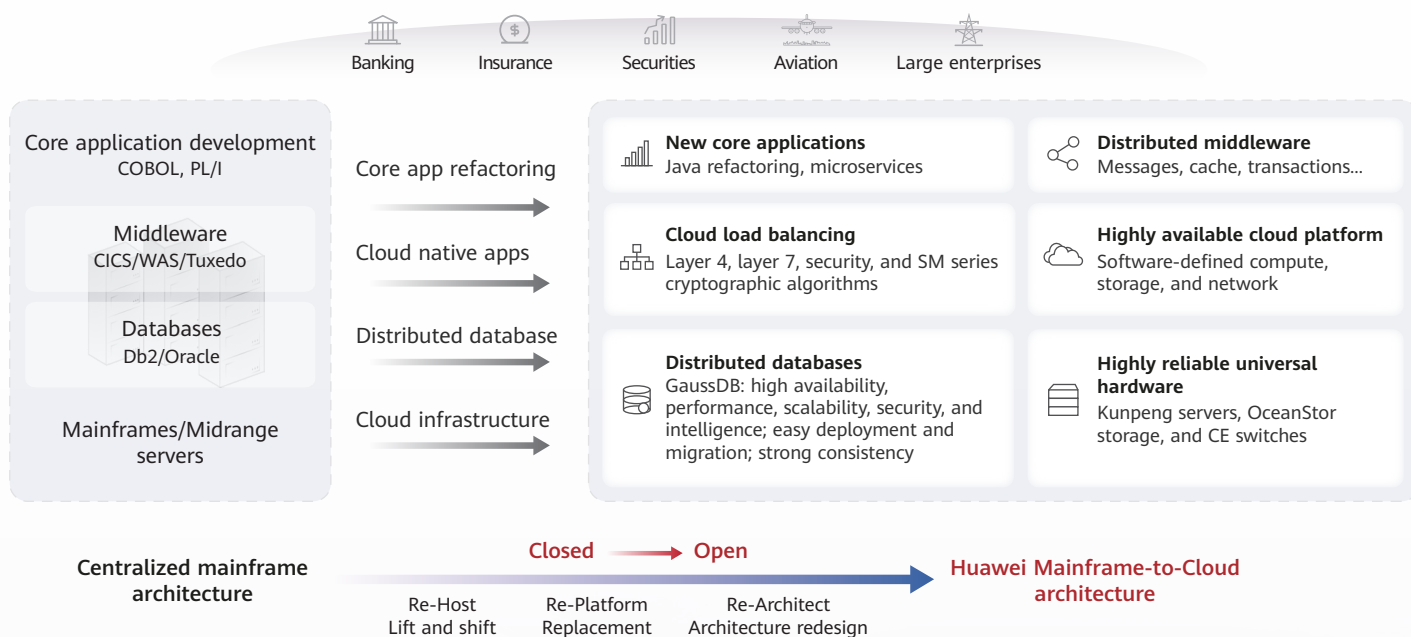 Banking
Insurance
Securities
Aviation
Large enterprises
Core application development
COBOL, PL/I
Middleware
CICS/WAS/Tuxedo
Databases
Db2/Oracle
Mainframes/Midrange
servers
Core app refactoring
Cloud native apps
Distributed database
Cloud infrastructure
New core applications
Java refactoring, microservices
Distributed middleware
Messages, cache, transactions...
Cloud load balancing
Layer 4, layer 7, security, and SM series
cryptographic algorithms
Highly available cloud platform
Software-defined compute,
storage, and network
Distributed databases
GaussDB: high availability,
performance, scalability, security, and
intelligence; easy deployment and
migration; strong consistency
Highly reliable universal
hardware
Kunpeng servers, OceanStor
storage, and CE switches
Centralized mainframe
architecture
Closed
Open
Re-Host
Lift and shift
Re-Platform
Replacement
Re-Architect
Architecture redesign
Huawei Mainframe-to-Cloud
architecture